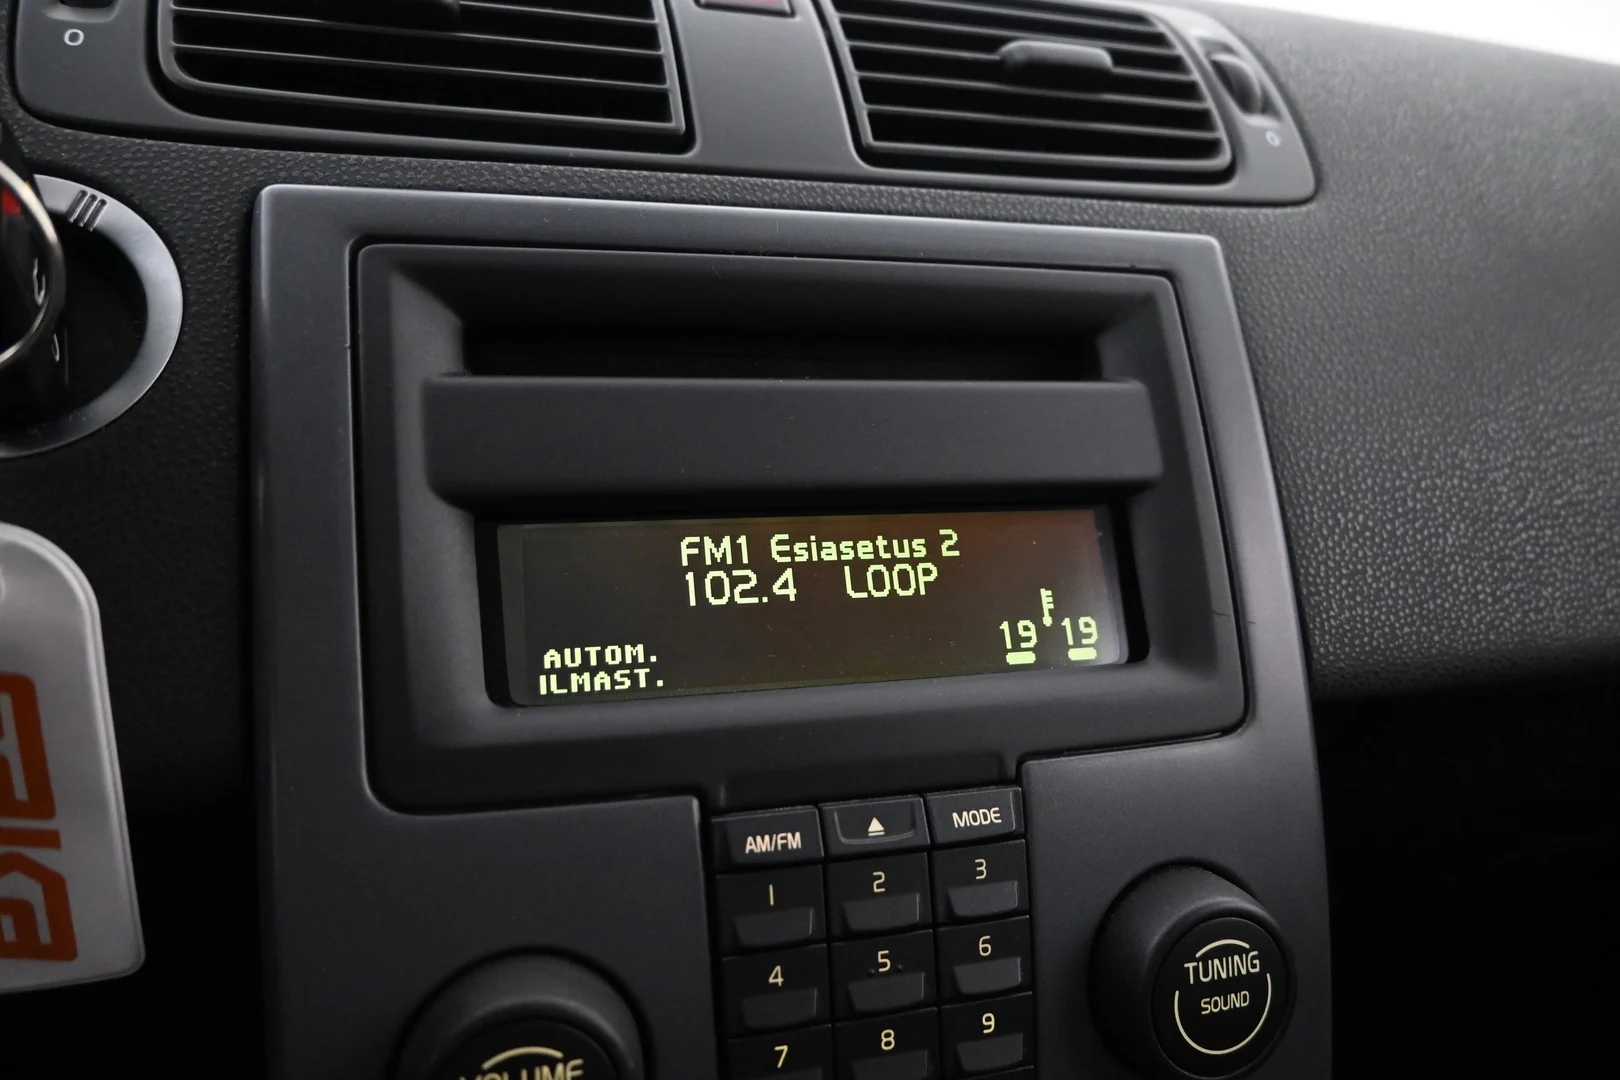 O
O
FM1 Esiasetus 2
102.4 LOOP
19 19
AUTOM.
ILMAST.
AM/FM
MODE
1
2
3
4
5
6
7
8
9
TUNING
SOUND
VOLUME